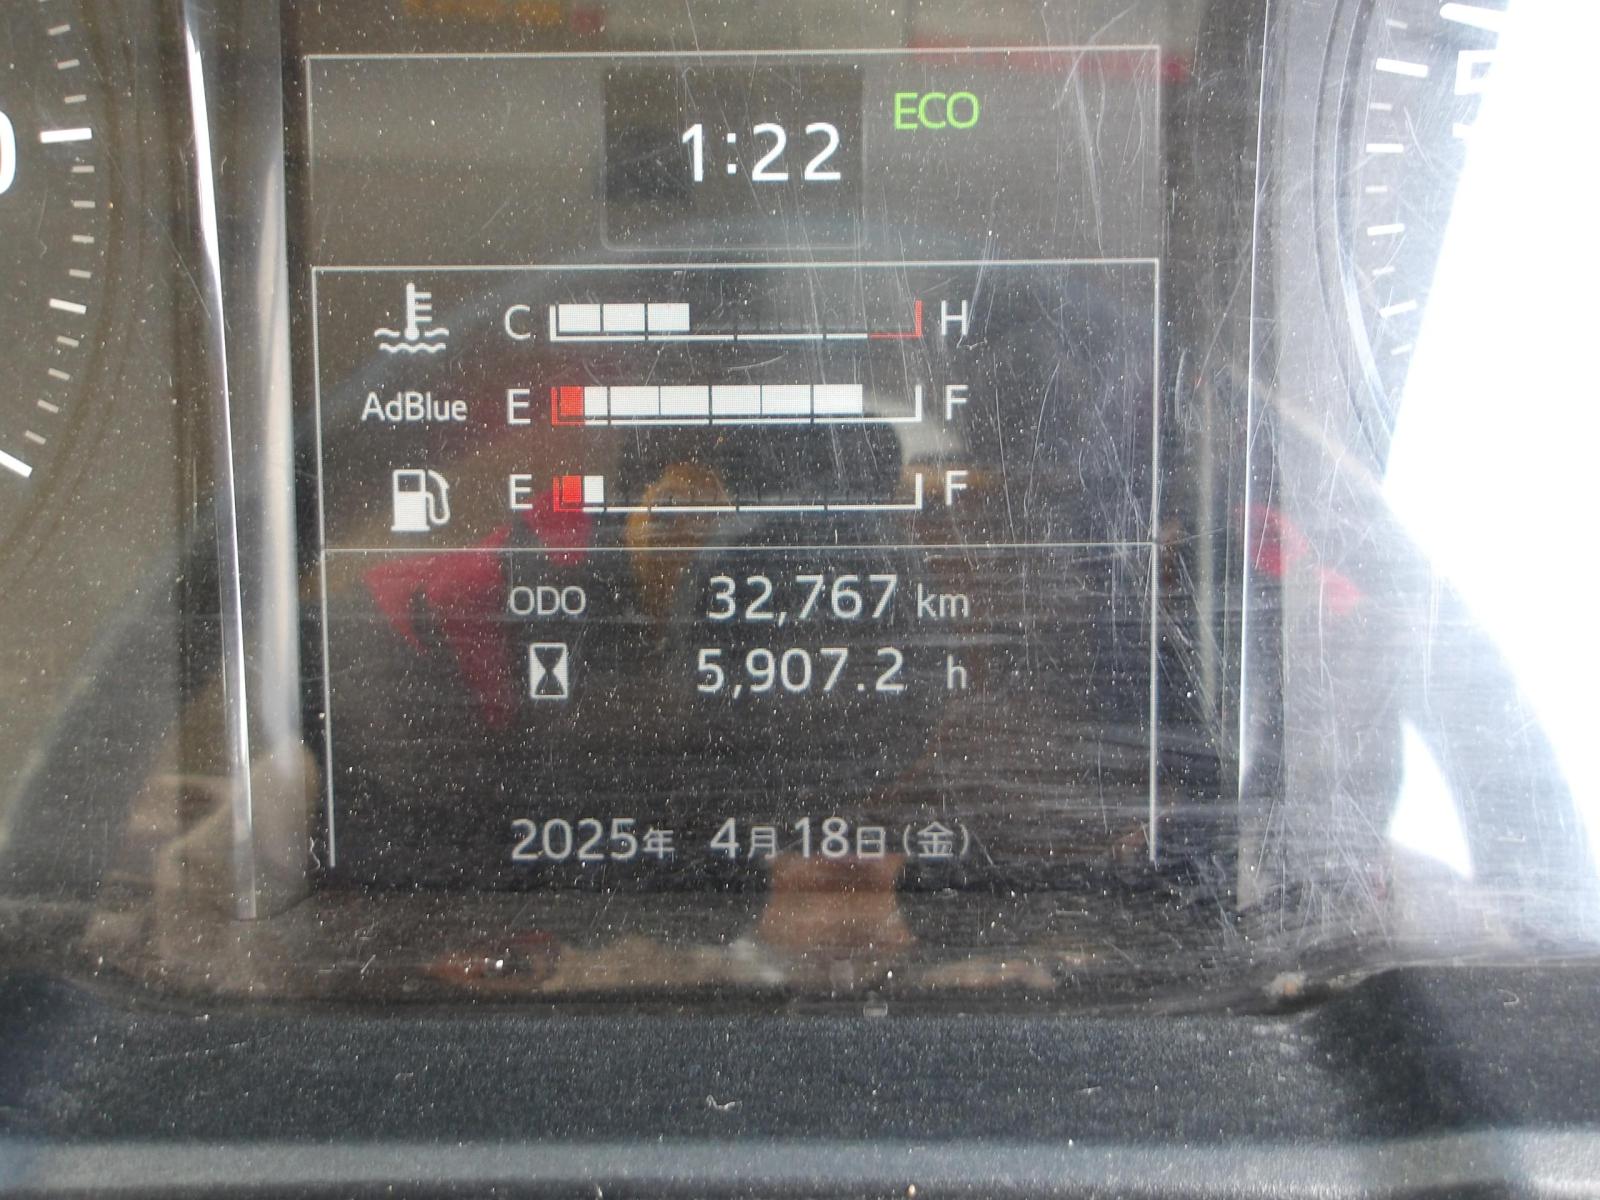 ECO
1:22
C H
AdBlue E F
E F
ODO 32,767 km
5,907.2 h
2025年 4月18日(金)